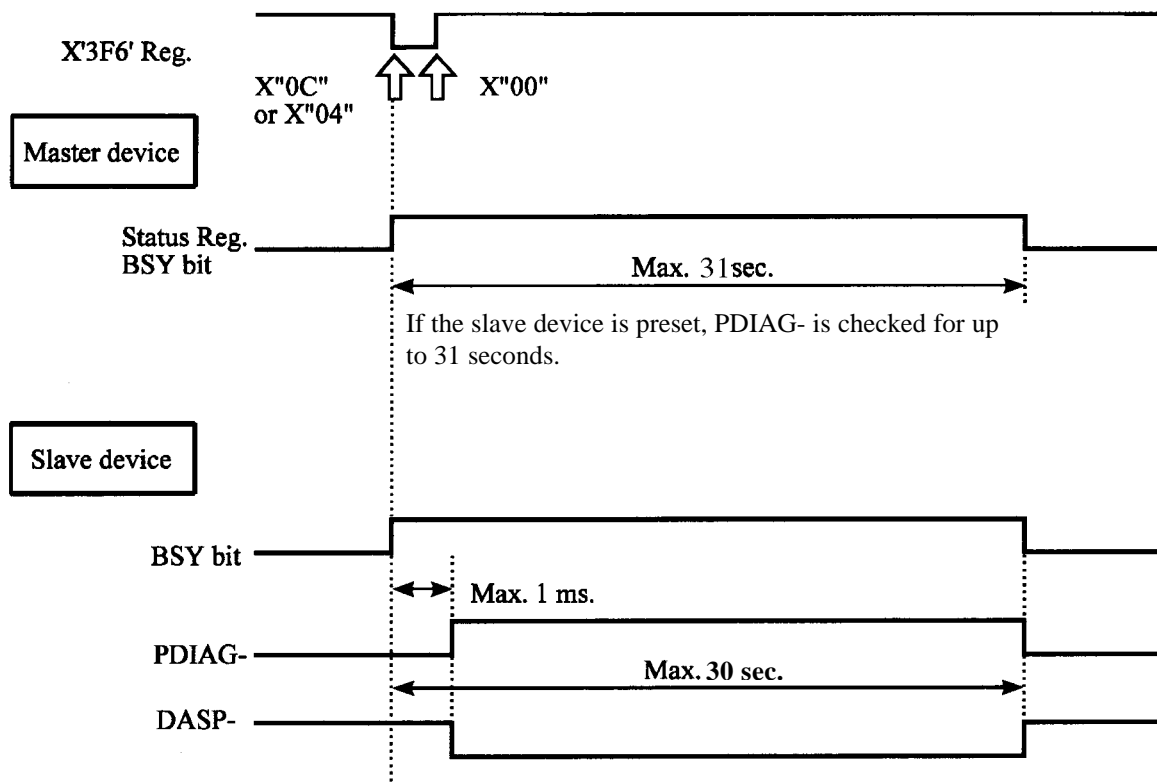 X'3F6' Reg.
X"0C"
or X"04"
X"00"
Master device
Status Reg.
BSY bit
Max. 31sec.
If the slave device is preset, PDIAG- is checked for up
to 31 seconds.
Slave device
BSY bit
Max. 1 ms.
PDIAG-
Max. 30 sec.
DASP-